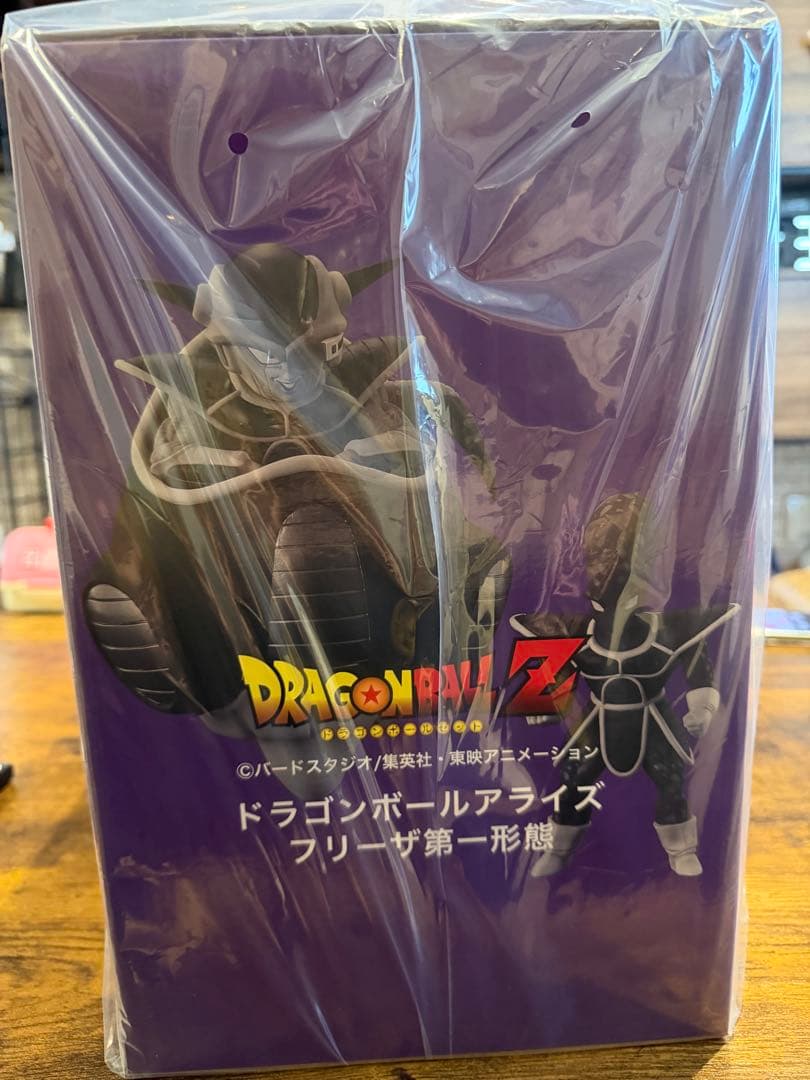 DRAGON BALL Z
ドラゴンボールゼット
©バードスタジオ/集英社・東映アニメーション
ドラゴンボールアライズ
フリーザ第一形態